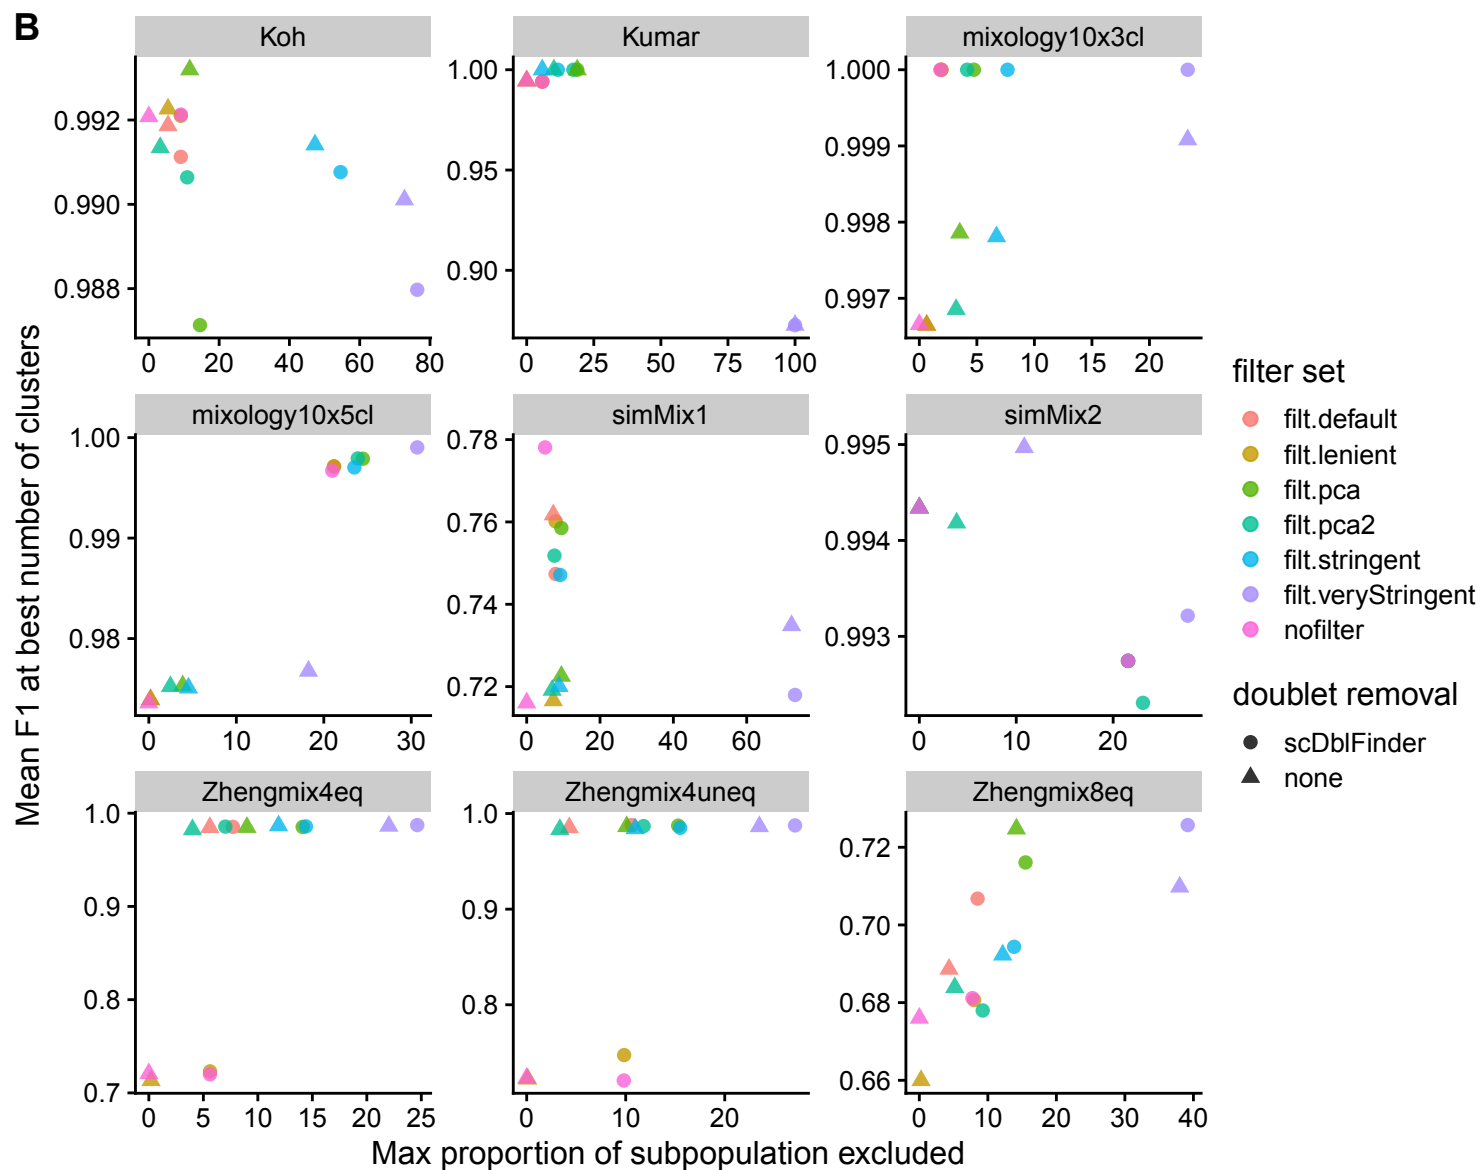 B
Koh
Kumar
mixology10x3cl
0.992
0.990
0.988
0 20 40 60 80
1.00
0.95
0.90
0 25 50 75 100
1.000
0.999
0.998
0.997
0 5 10 15 20
mixology10x5cl
simMix1
simMix2
1.00
0.99
0.98
0 10 20 30
0.78
0.76
0.74
0.72
0 20 40 60
0.995
0.994
0.993
0 10 20
Zhengmix4eq
Zhengmix4uneq
Zhengmix8eq
1.0
0.9
0.8
0.7
0 5 10 15 20 25
1.0
0.9
0.8
0 10 20
0.72
0.70
0.68
0.66
0 10 20 30 40
Mean F1 at best number of clusters
Max proportion of subpopulation excluded
filter set
filt.default
filt.lenient
filt.pca
filt.pca2
filt.stringent
filt.veryStringent
nofilter
doublet removal
scDblFinder
none